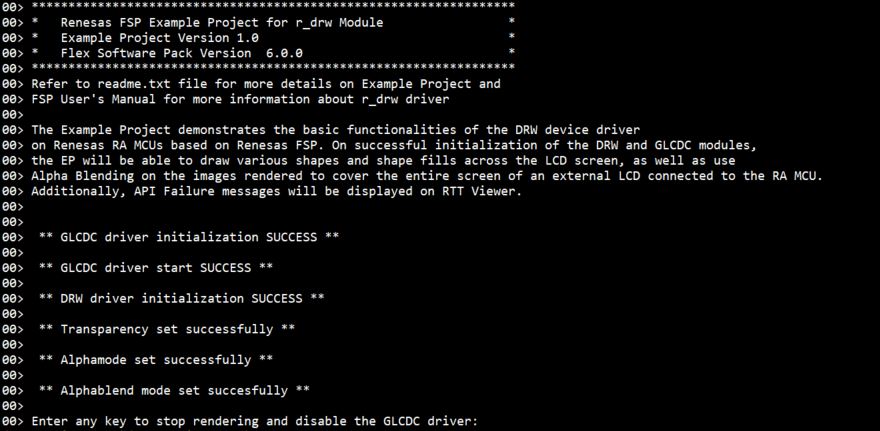 00> ***************************************************************
00> *   Renesas FSP Example Project for r_drw Module                *
00> *   Example Project Version 1.0                                 *
00> *   Flex Software Pack Version  6.0.0                           *
00> ***************************************************************
00> Refer to readme.txt file for more details on Example Project and
00> FSP User's Manual for more information about r_drw driver
00>
00> The Example Project demonstrates the basic functionalities of the DRW device driver
00> on Renesas RA MCUs based on Renesas FSP. On successful initialization of the DRW and GLCDC modules,
00> the EP will be able to draw various shapes and shape fills across the LCD screen, as well as use
00> Alpha Blending on the images rendered to cover the entire screen of an external LCD connected to the RA MCU.
00> Additionally, API Failure messages will be displayed on RTT Viewer.
00>
00>
00>  ** GLCDC driver initialization SUCCESS **
00>
00>  ** GLCDC driver start SUCCESS **
00>
00>  ** DRW driver initialization SUCCESS **
00>
00>  ** Transparency set successfully **
00>
00>  ** Alphamode set successfully **
00>
00>  ** Alphablend mode set succesfully **
00>
00> Enter any key to stop rendering and disable the GLCDC driver: